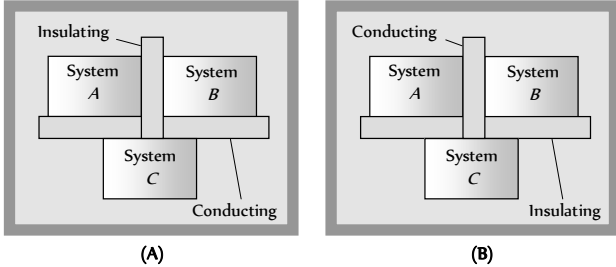 Insulating
System
A
System
B
System
C
Conducting
(A)
Conducting
System
A
System
B
System
C
Insulating
(B)